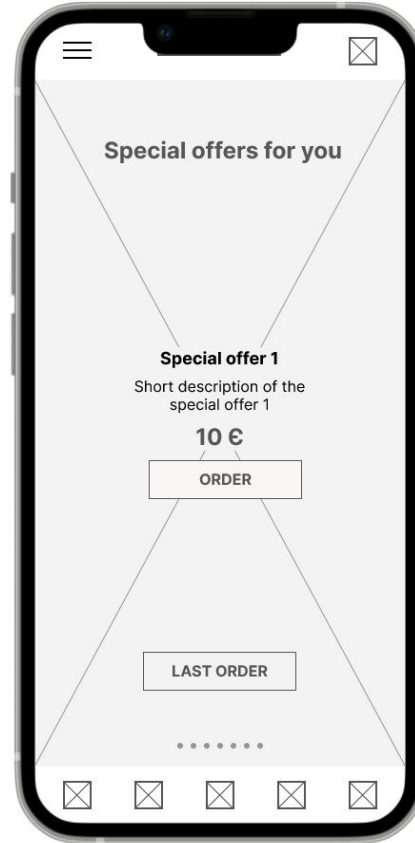 Special offers for you
Special offer 1
Short description of the
special offer 1
10 €
ORDER
LAST ORDER